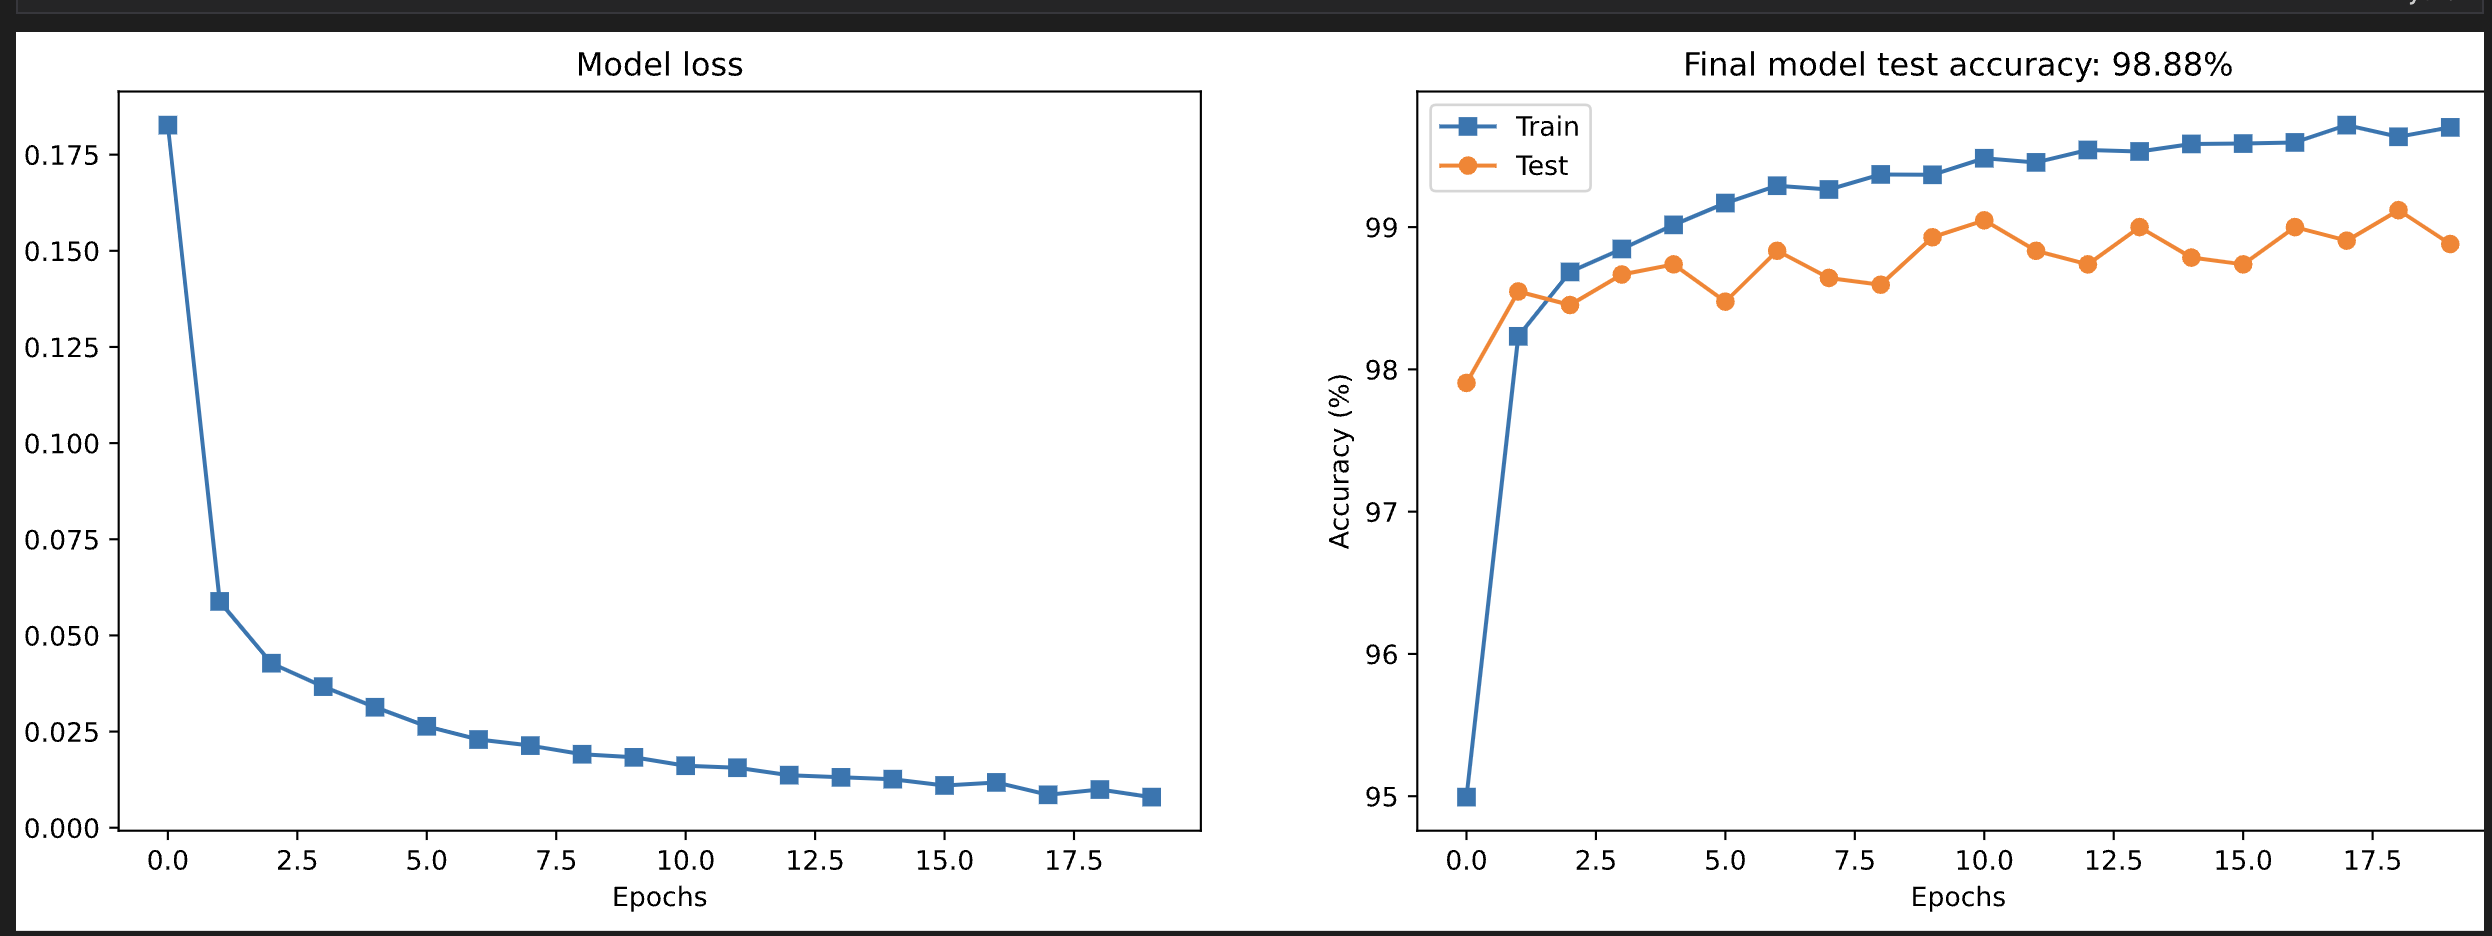 Model loss
0.175
0.150
0.125
0.100
0.075
0.050
0.025
0.000
0.0 2.5 5.0 7.5 10.0 12.5 15.0 17.5
Epochs
Final model test accuracy: 98.88%
Train
Test
Accuracy (%)
99
98
97
96
95
0.0 2.5 5.0 7.5 10.0 12.5 15.0 17.5
Epochs